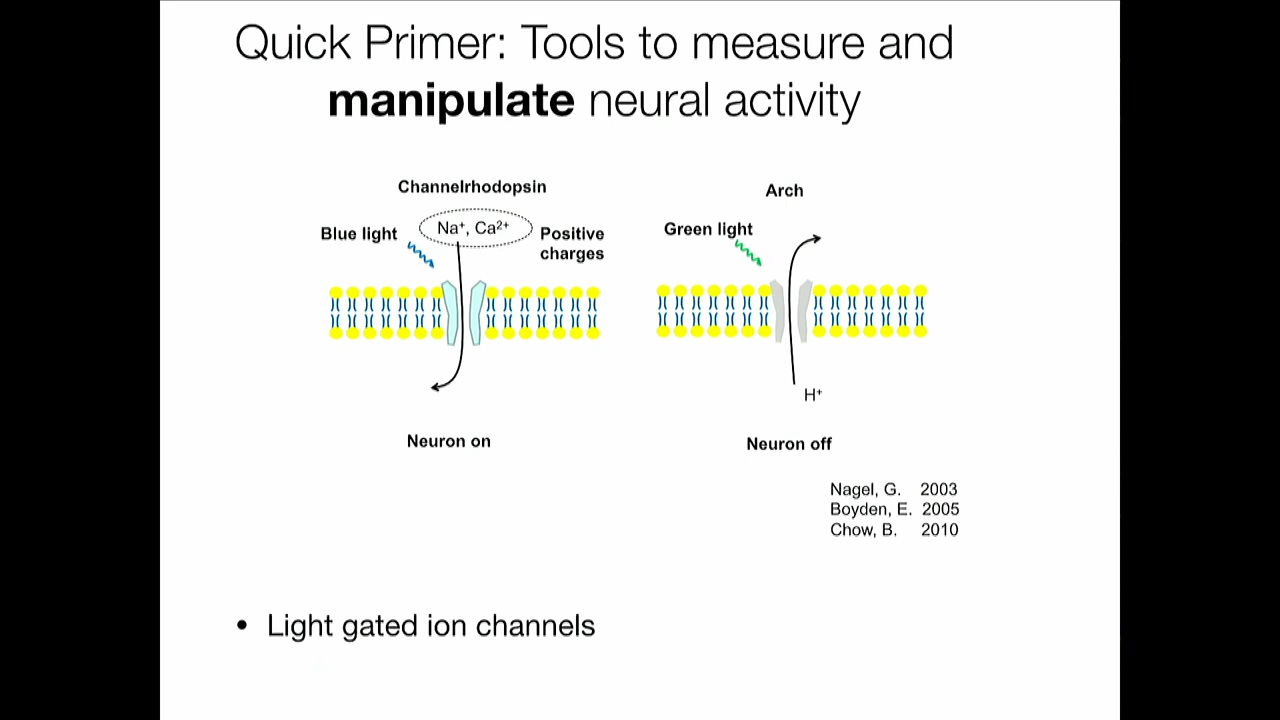 Quick Primer: Tools to measure and
manipulate neural activity
Channelrhodopsin
Blue light
Na⁺, Ca²⁺
Positive
charges
Neuron on
Arch
Green light
H⁺
Neuron off
Nagel, G. 2003
Boyden, E. 2005
Chow, B. 2010
• Light gated ion channels